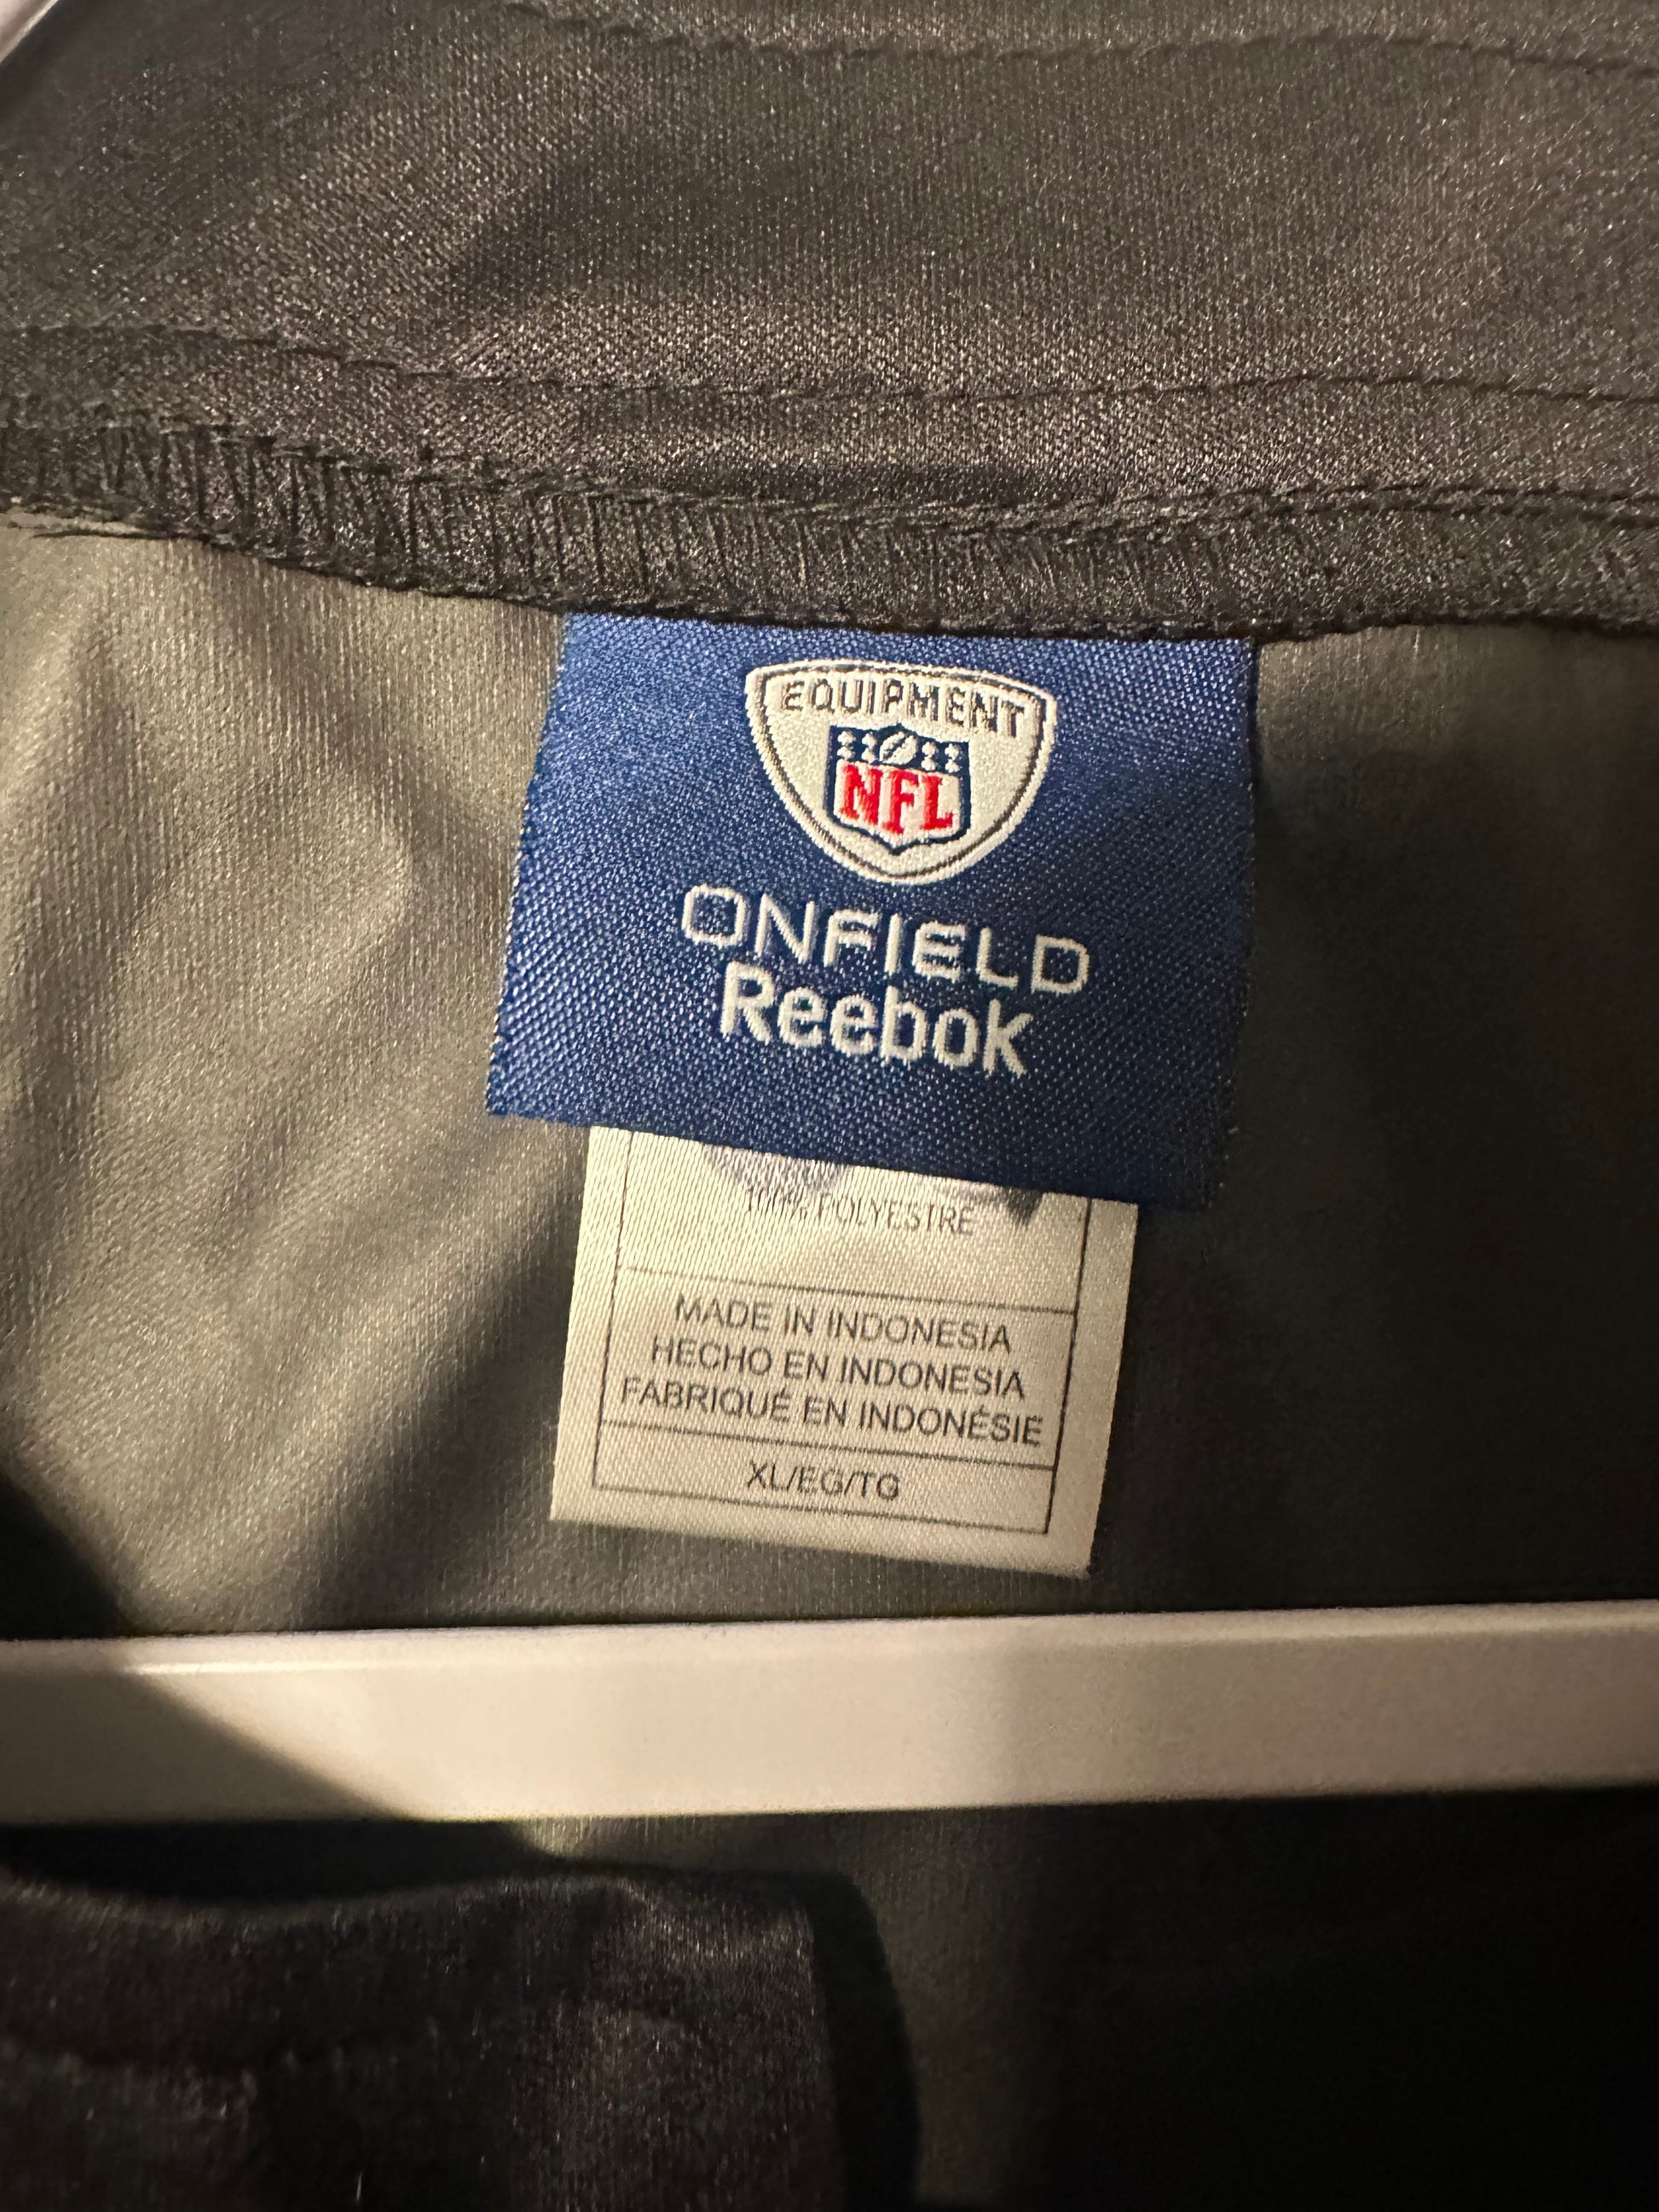 EQUIPMENT
NFL
ONFIELD
Reebok
100% POLYESTRE
MADE IN INDONESIA
HECHO EN INDONESIA
FABRIQUÉ EN INDONÉSIE
XL/EG/TG